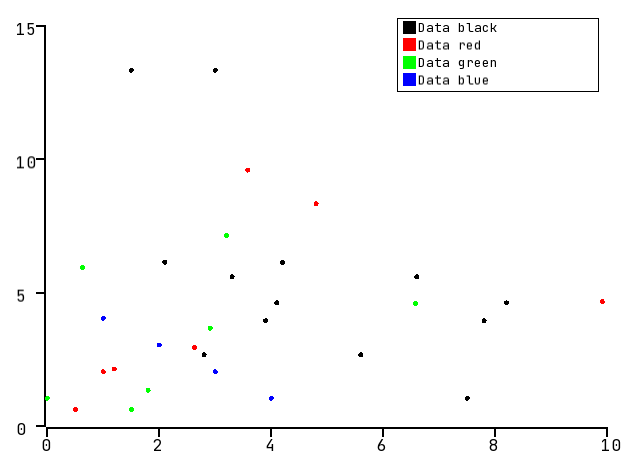 15
Data black
Data red
Data green
Data blue
10
5
0
0 2 4 6 8 10